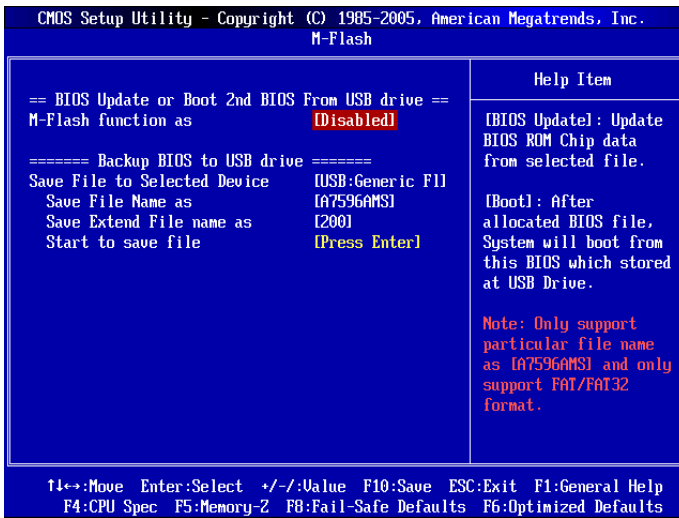 CMOS Setup Utility - Copyright (C) 1985-2005, American Megatrends, Inc.
M-Flash
== BIOS Update or Boot 2nd BIOS From USB drive ==
M-Flash function as [Disabled]
======= Backup BIOS to USB drive =======
Save File to Selected Device [USB:Generic Fl]
Save File Name as [A7596AMS]
Save Extend File name as [200]
Start to save file [Press Enter]
Help Item
[BIOS Update]: Update
BIOS ROM Chip data
from selected file.
[Boot]: After
allocated BIOS file,
System will boot from
this BIOS which stored
at USB Drive.
Note: Only support
particular file name
as [A7596AMS] and only
support FAT/FAT32
format.
↑↓←→:Move Enter:Select +/-/:Value F10:Save ESC:Exit F1:General Help
F4:CPU Spec F5:Memory-Z F8:Fail-Safe Defaults F6:Optimized Defaults